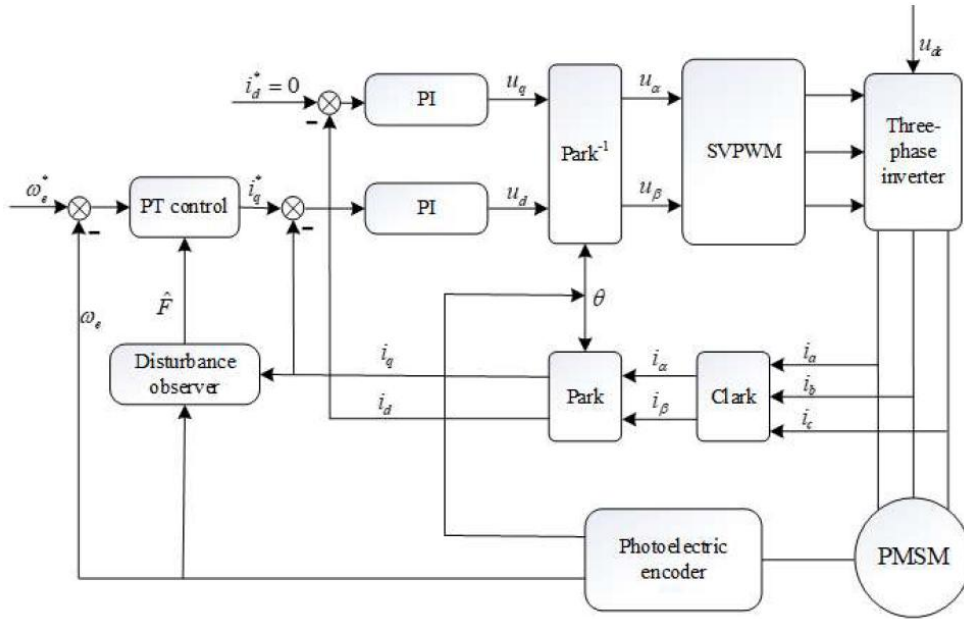 u_dc
i_d^* = 0
PI
u_q
u_α
Park^-1
SVPWM
Three-
phase
inverter
ω_e^*
PT control
i_q^*
PI
u_d
u_β
F̂
θ
ω_e
Disturbance
observer
i_q
i_d
Park
i_α
i_β
Clark
i_a
i_b
i_c
Photoelectric
encoder
PMSM